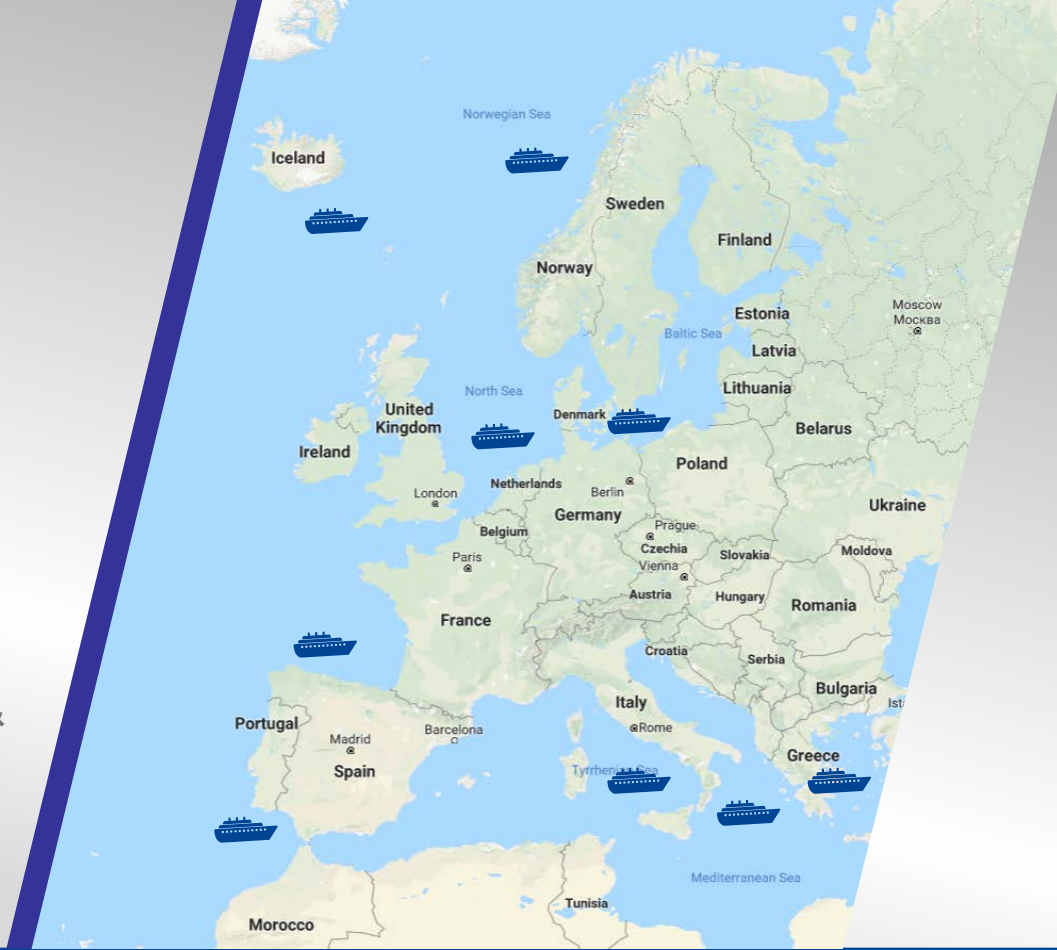 Norwegian Sea
Iceland
Sweden
Finland
Norway
Moscow
Москва
Estonia
Baltic Sea
Latvia
Lithuania
North Sea
United
Kingdom
Denmark
Belarus
Ireland
Poland
Netherlands
Berlin
London
Ukraine
Germany
Prague
Belgium
Czechia
Slovakia
Moldova
Paris
Vienna
Austria
Hungary
Romania
France
Croatia
Serbia
Bulgaria
Italy
Ist
Portugal
Barcelona
Rome
Madrid
Greece
Spain
Tyrrhenian Sea
Mediterranean Sea
Tunisia
Morocco